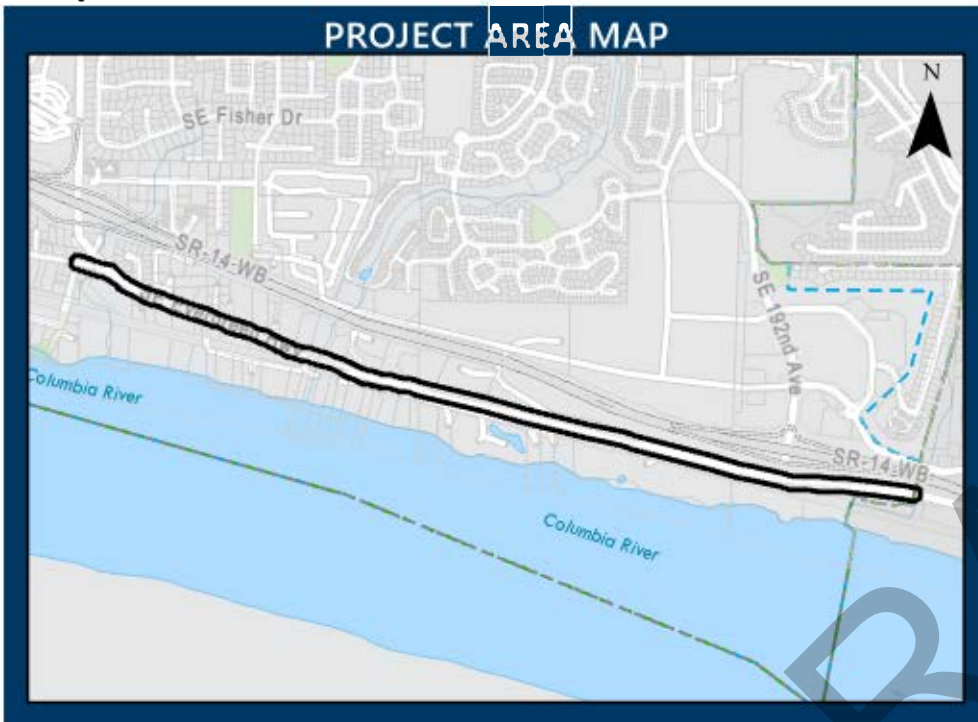 PROJECT AREA MAP
N
SE Fisher Dr
SR-14 WB
SE 192nd Ave
Columbia River
SR-14 WB
Columbia River